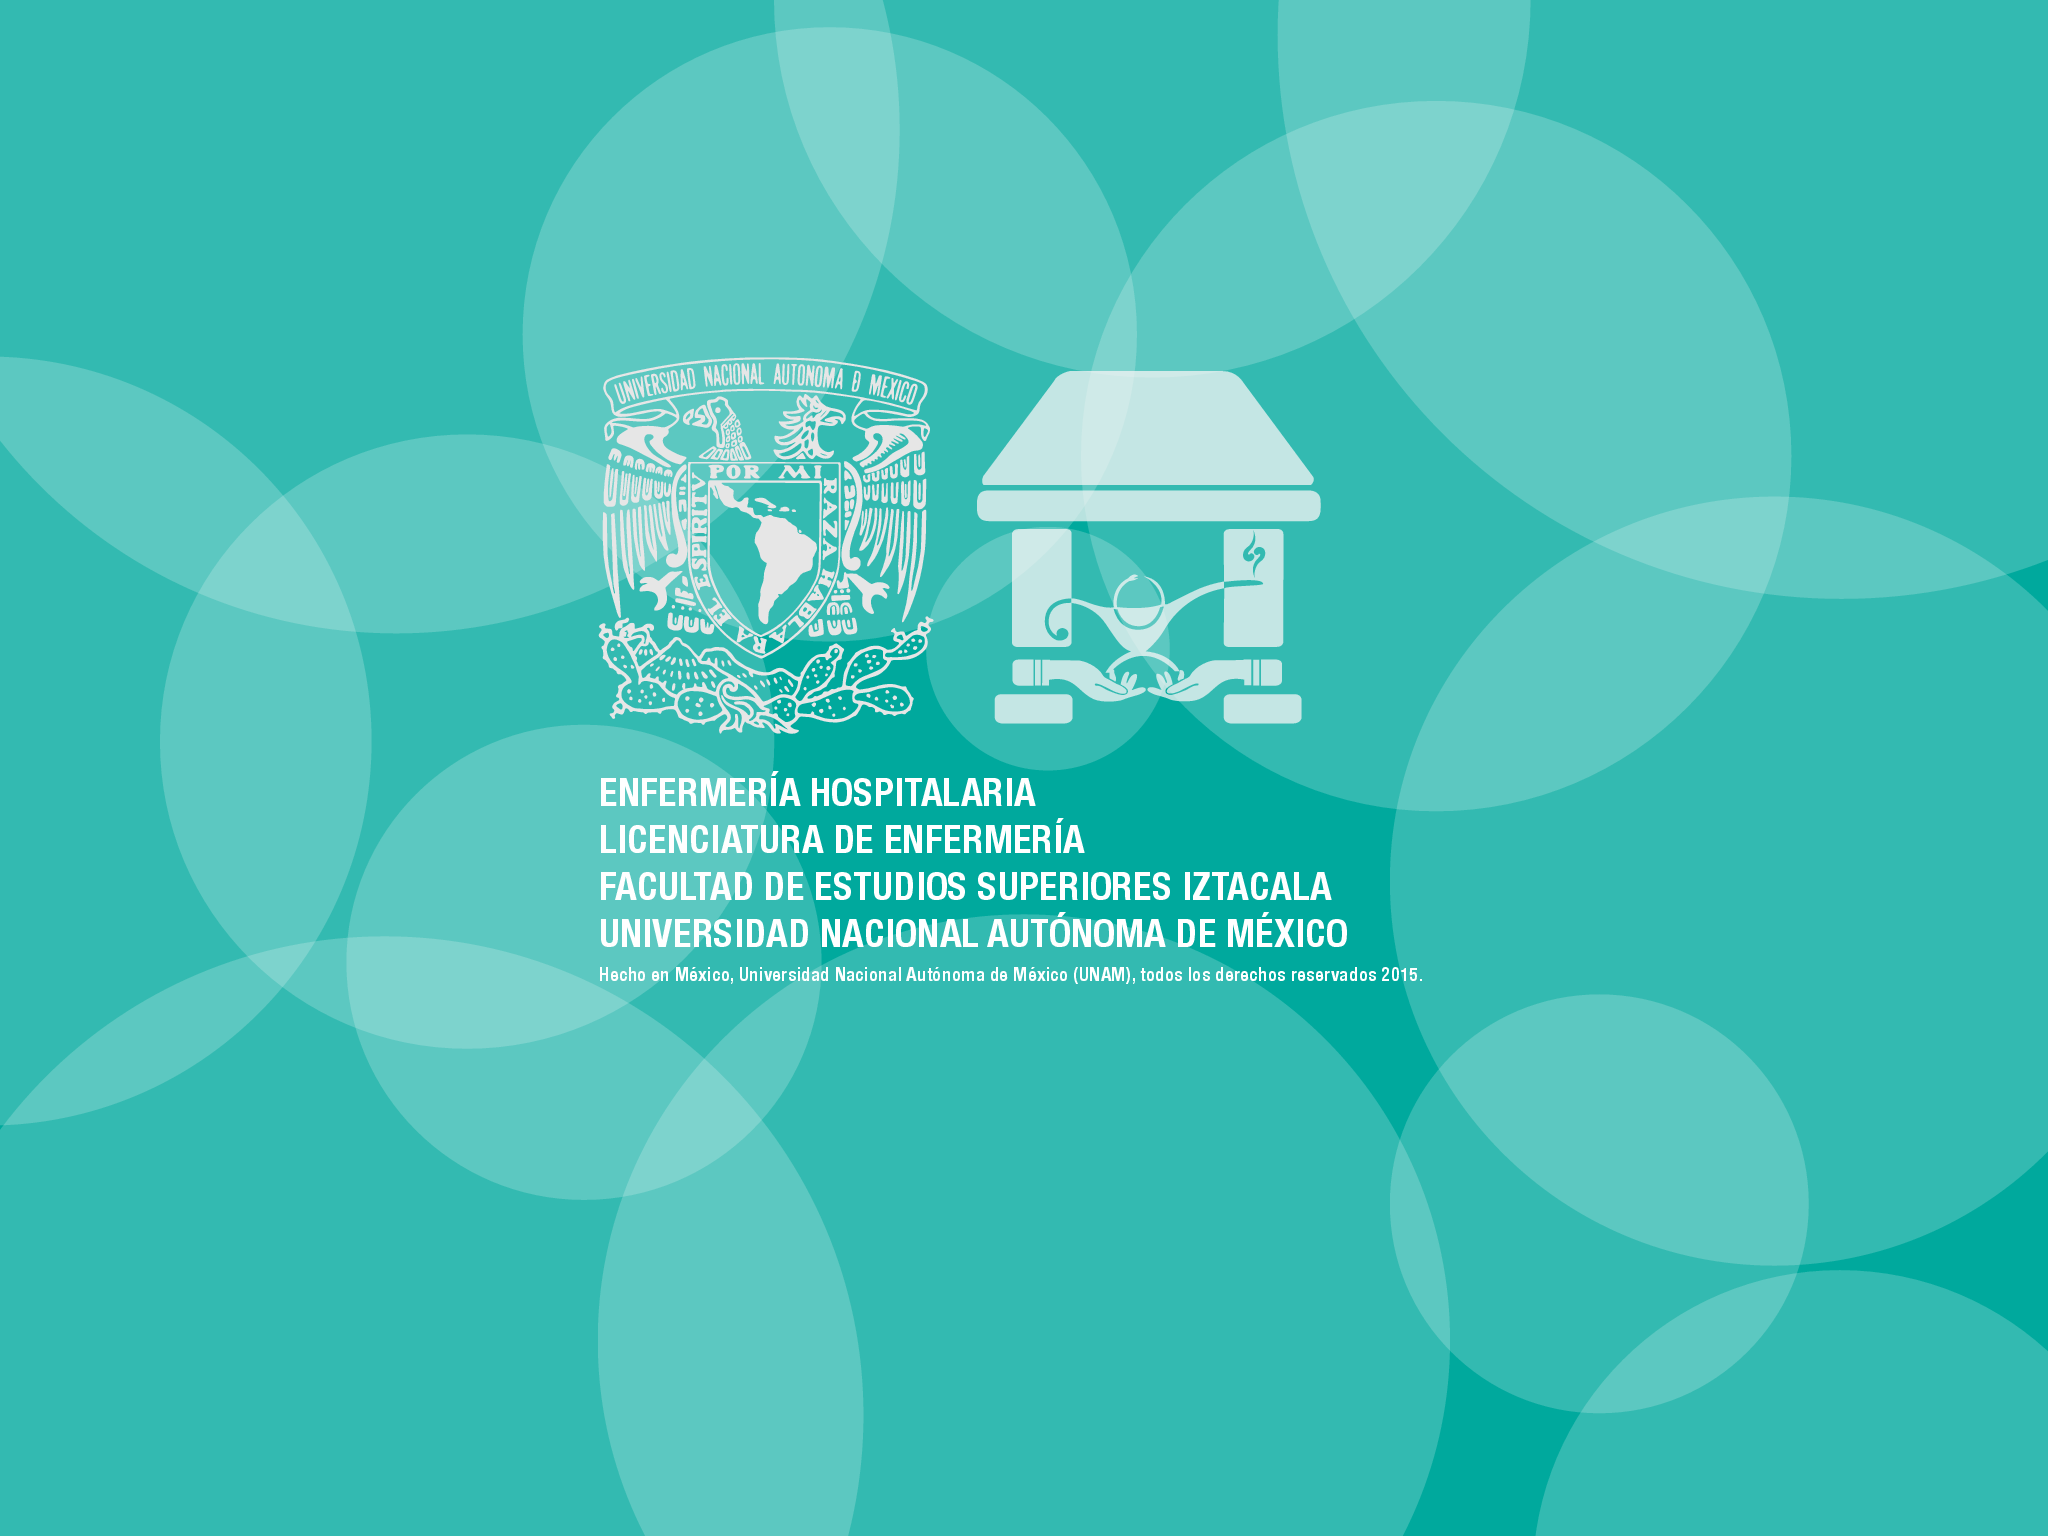 UNIVERSIDAD NACIONAL AUTONOMA D MEXICO
POR MI RAZA HABLARA EL ESPIRITV
ENFERMERÍA HOSPITALARIA
LICENCIATURA DE ENFERMERÍA
FACULTAD DE ESTUDIOS SUPERIORES IZTACALA
UNIVERSIDAD NACIONAL AUTÓNOMA DE MÉXICO
Hecho en México, Universidad Nacional Autónoma de México (UNAM), todos los derechos reservados 2015.